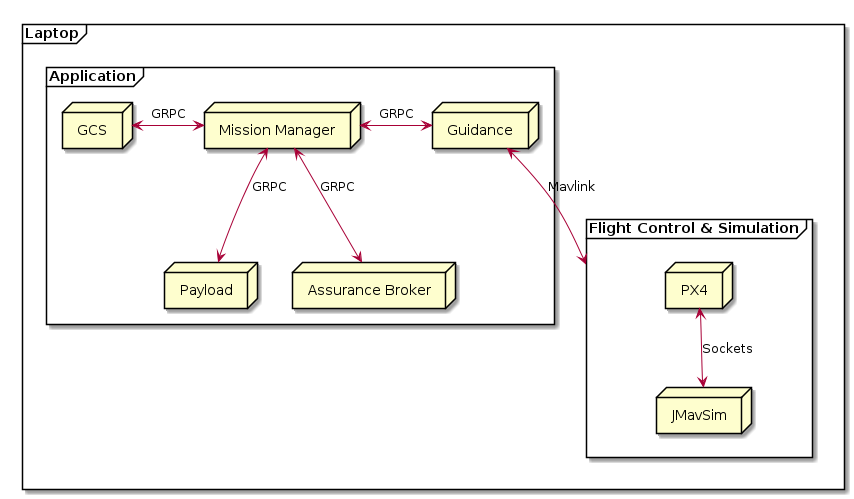 Laptop
Application
GCS
GRPC
Mission Manager
GRPC
Guidance
GRPC
GRPC
Mavlink
Payload
Assurance Broker
Flight Control & Simulation
PX4
Sockets
JMavSim